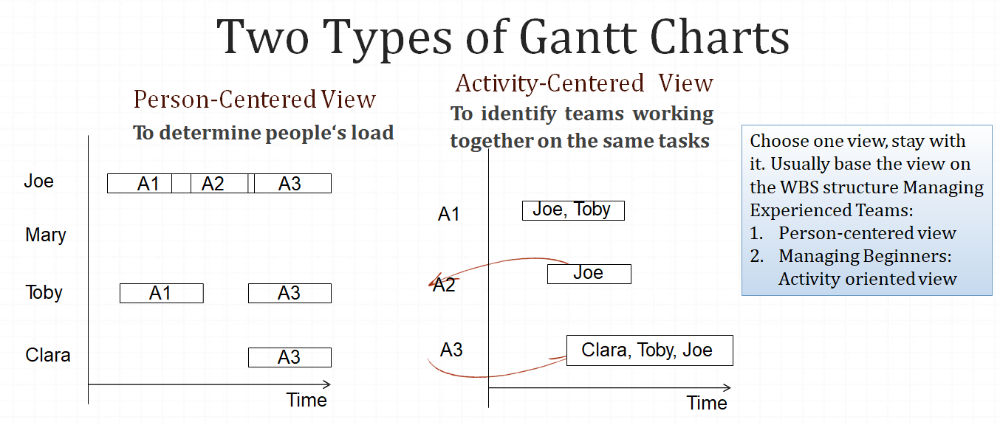 Two Types of Gantt Charts
Person-Centered View
To determine people‘s load
Joe
A1
A2
A3
Mary
Toby
A1
A3
Clara
A3
Time
Activity-Centered View
To identify teams working
together on the same tasks
A1
Joe, Toby
A2
Joe
A3
Clara, Toby, Joe
Time
Choose one view, stay with
it. Usually base the view on
the WBS structure Managing
Experienced Teams:
1. Person-centered view
2. Managing Beginners:
Activity oriented view